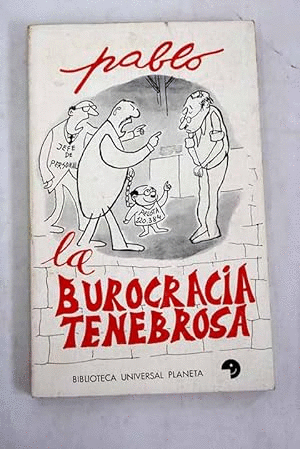 pablo
JEFE
DE
PERSONAL
la
BUROCRACIA
TENEBROSA
BIBLIOTECA UNIVERSAL PLANETA